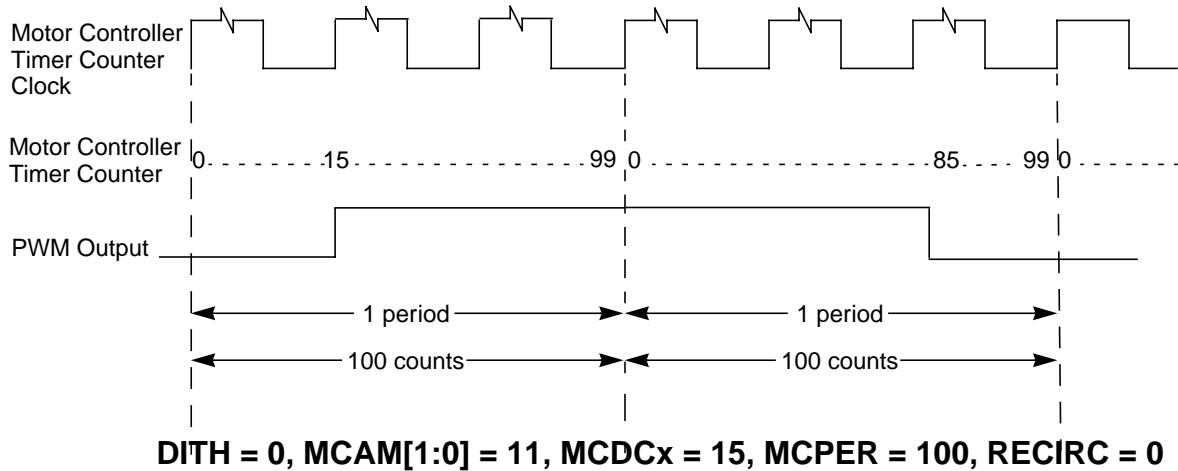 Motor Controller
Timer Counter
Clock
Motor Controller
Timer Counter
0 15 99 0 85 99 0
PWM Output
1 period 1 period
100 counts 100 counts
DITH = 0, MCAM[1:0] = 11, MCDCx = 15, MCPER = 100, RECIRC = 0